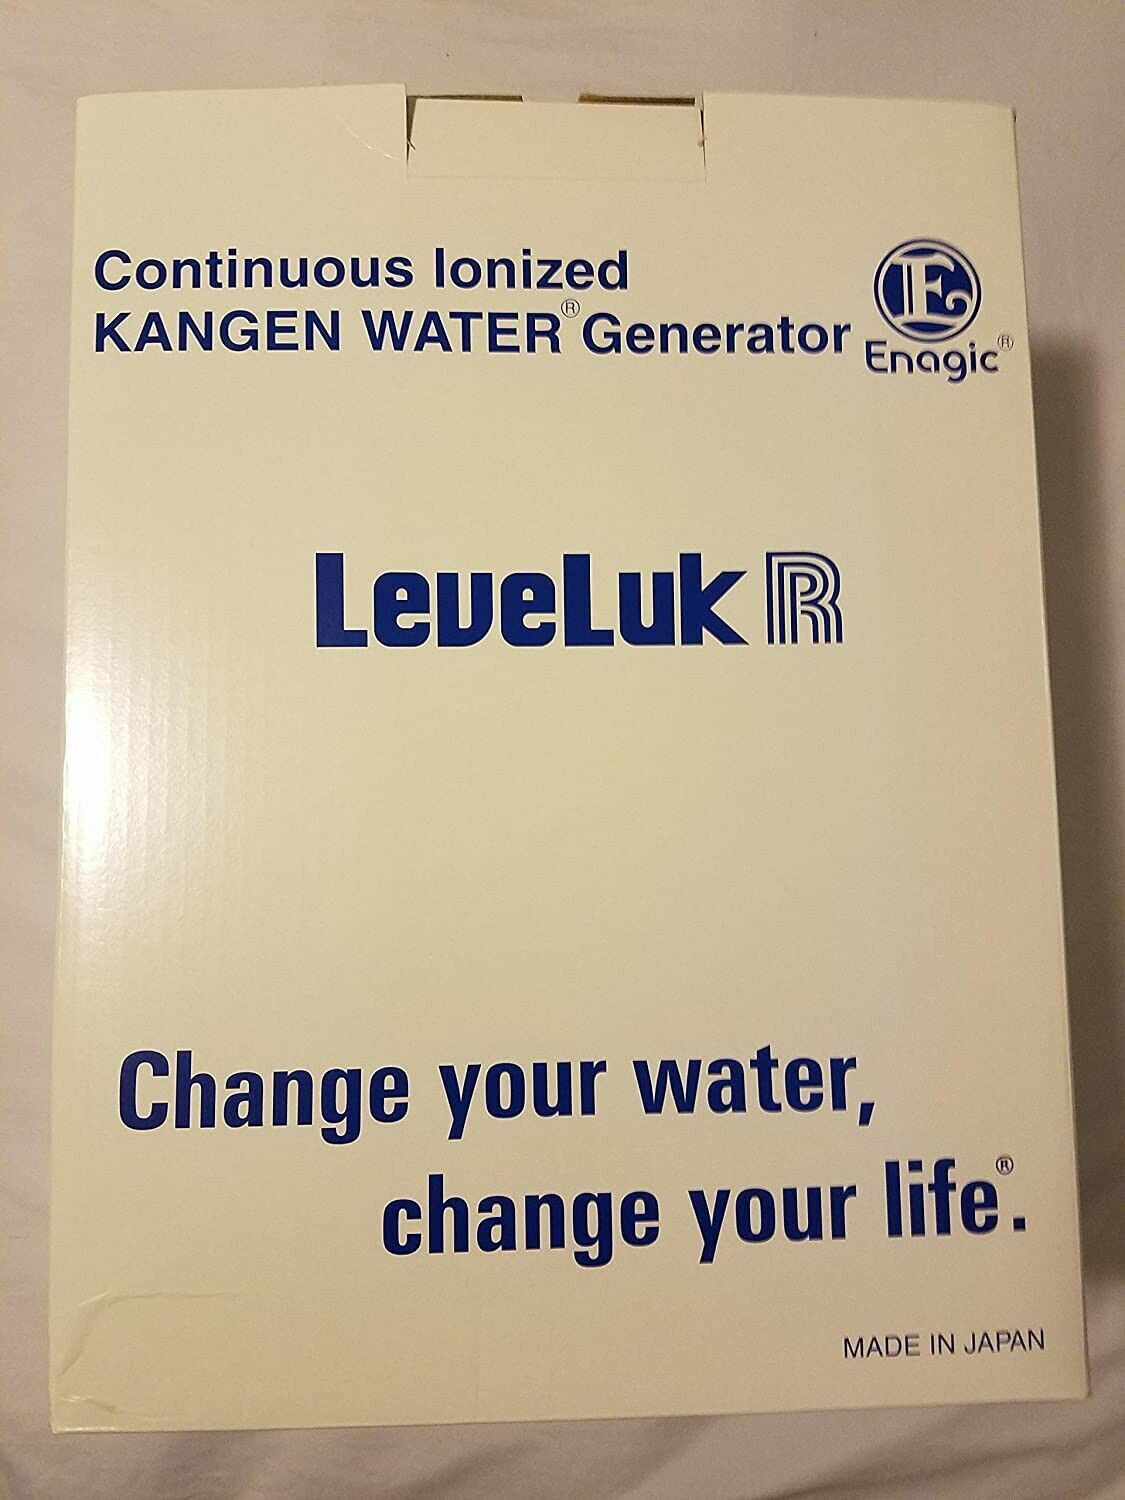 Continuous Ionized
KANGEN WATER® Generator
E
Enagic®
LeveLuk R
Change your water,
change your life®.
MADE IN JAPAN